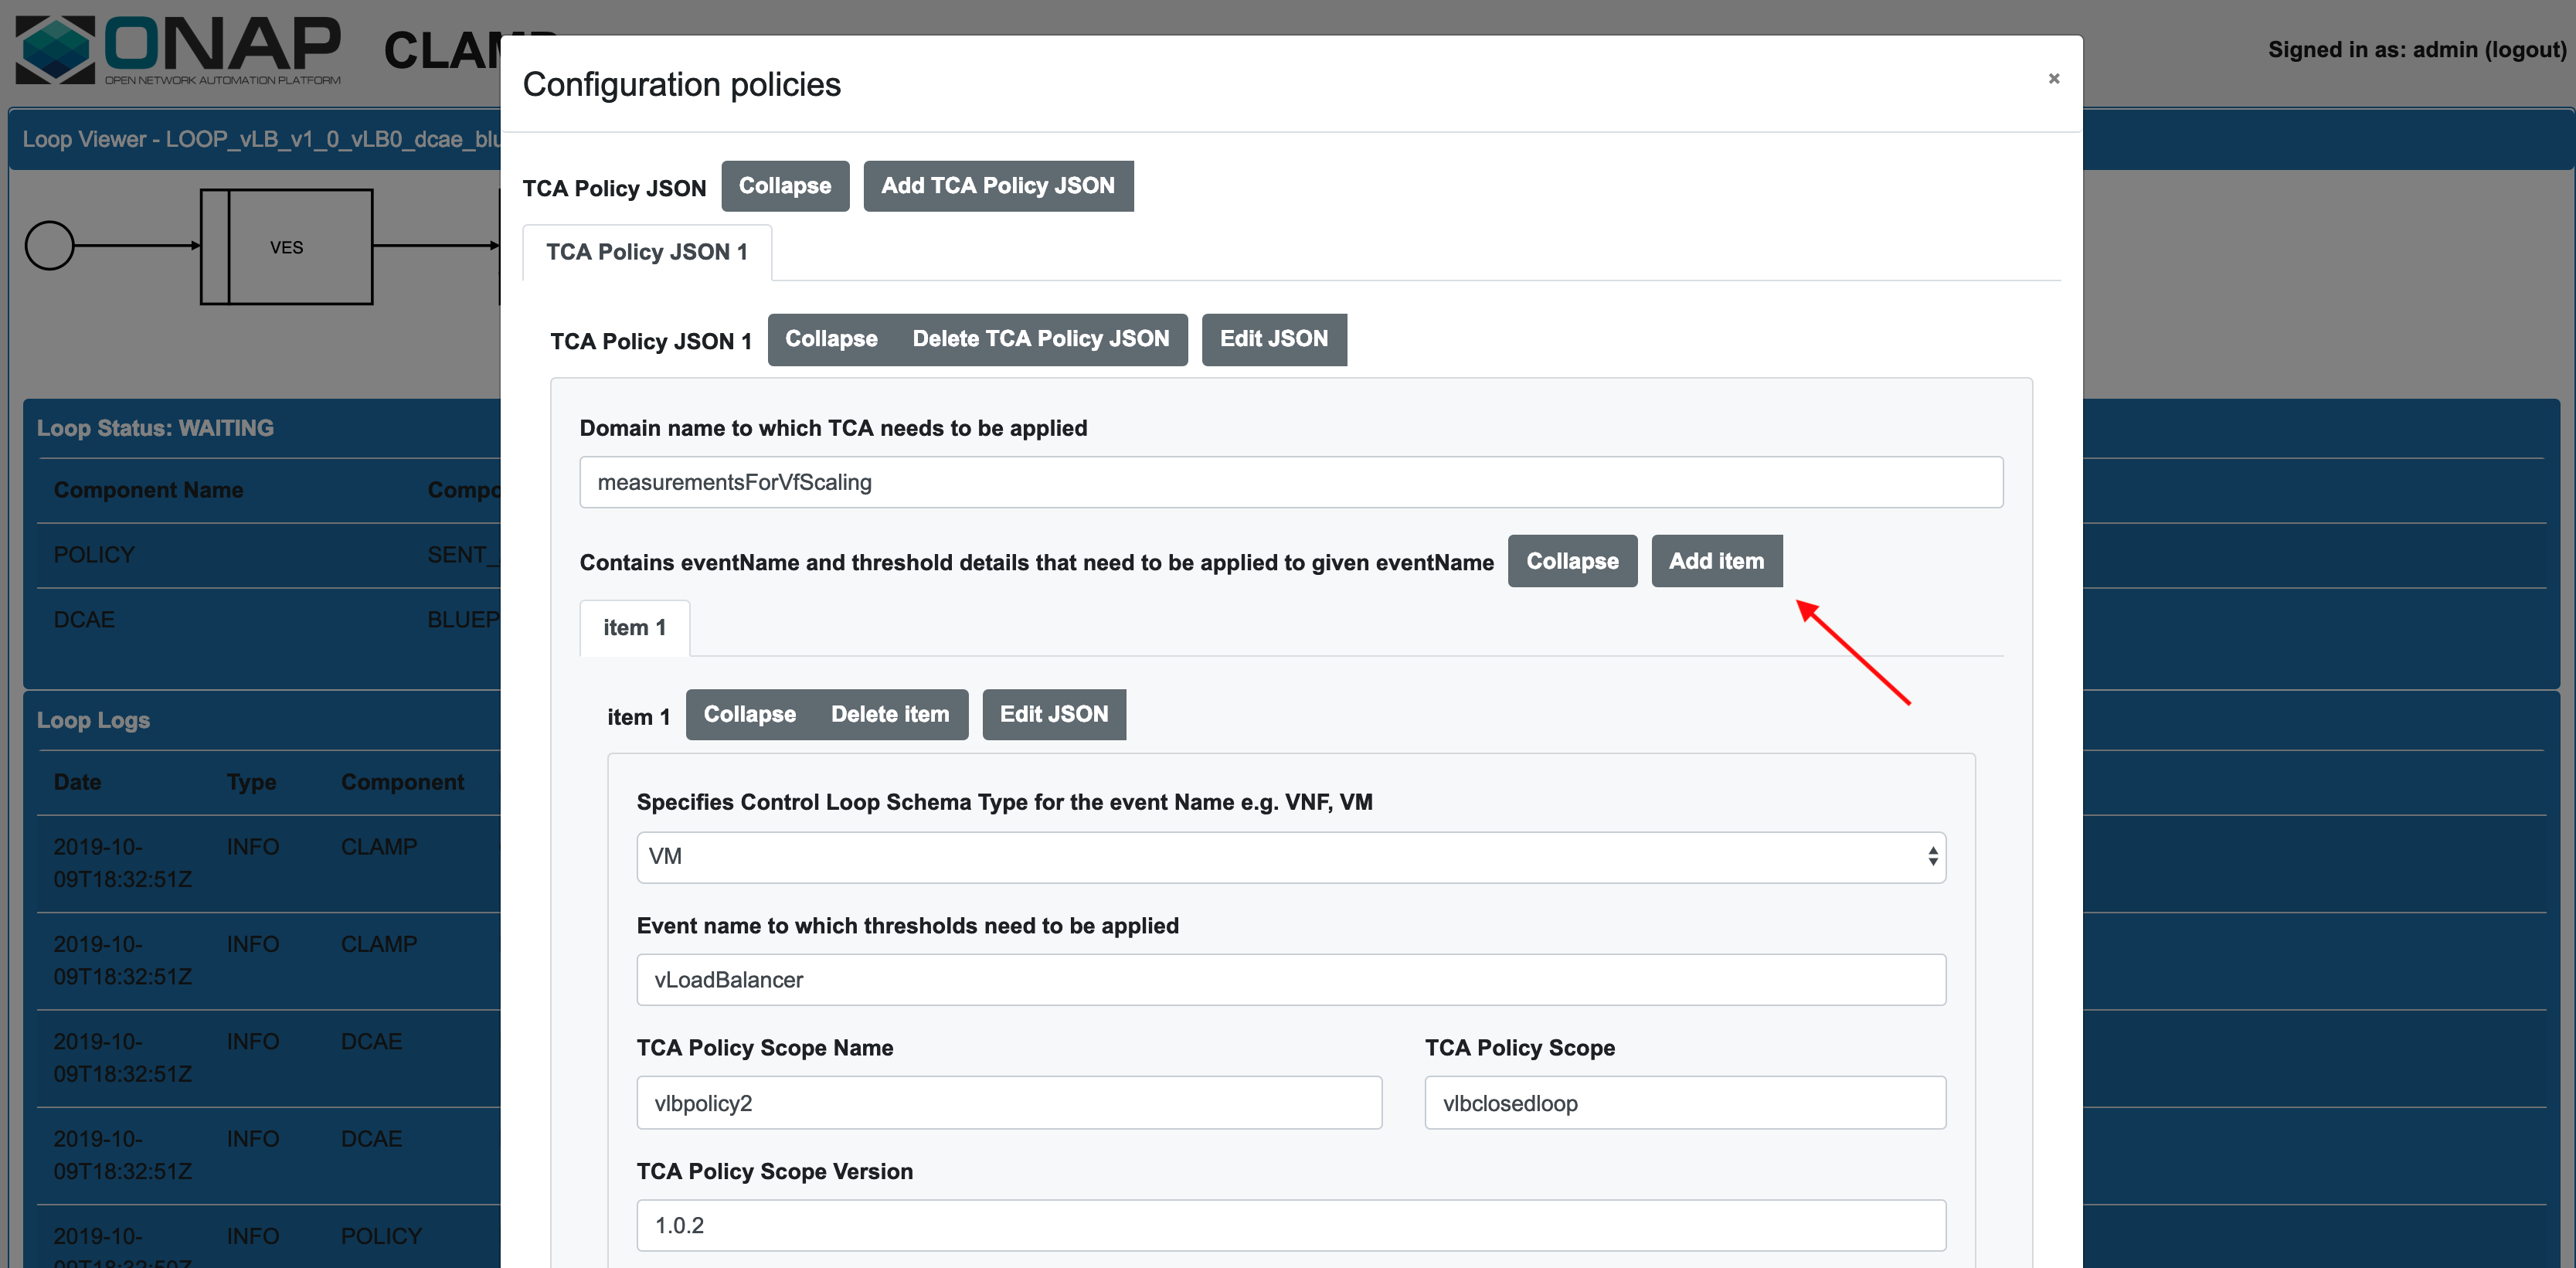 ONAP
OPEN NETWORK AUTOMATION PLATFORM
CLAMP
Signed in as: admin (logout)
Loop Viewer - LOOP_vLB_v1_0_vLB0_dcae_blu
VES
Loop Status: WAITING
Component Name Compo
POLICY SENT_
DCAE BLUEP
Loop Logs
Date Type Component
2019-10-
09T18:32:51Z INFO CLAMP
2019-10-
09T18:32:51Z INFO CLAMP
2019-10-
09T18:32:51Z INFO DCAE
2019-10-
09T18:32:51Z INFO DCAE
2019-10- INFO POLICY
Configuration policies ×
TCA Policy JSON Collapse Add TCA Policy JSON
TCA Policy JSON 1
TCA Policy JSON 1 Collapse Delete TCA Policy JSON Edit JSON
Domain name to which TCA needs to be applied
measurementsForVfScaling
Contains eventName and threshold details that need to be applied to given eventName Collapse Add item
item 1
item 1 Collapse Delete item Edit JSON
Specifies Control Loop Schema Type for the event Name e.g. VNF, VM
VM
Event name to which thresholds need to be applied
vLoadBalancer
TCA Policy Scope Name TCA Policy Scope
vlbpolicy2 vlbclosedloop
TCA Policy Scope Version
1.0.2